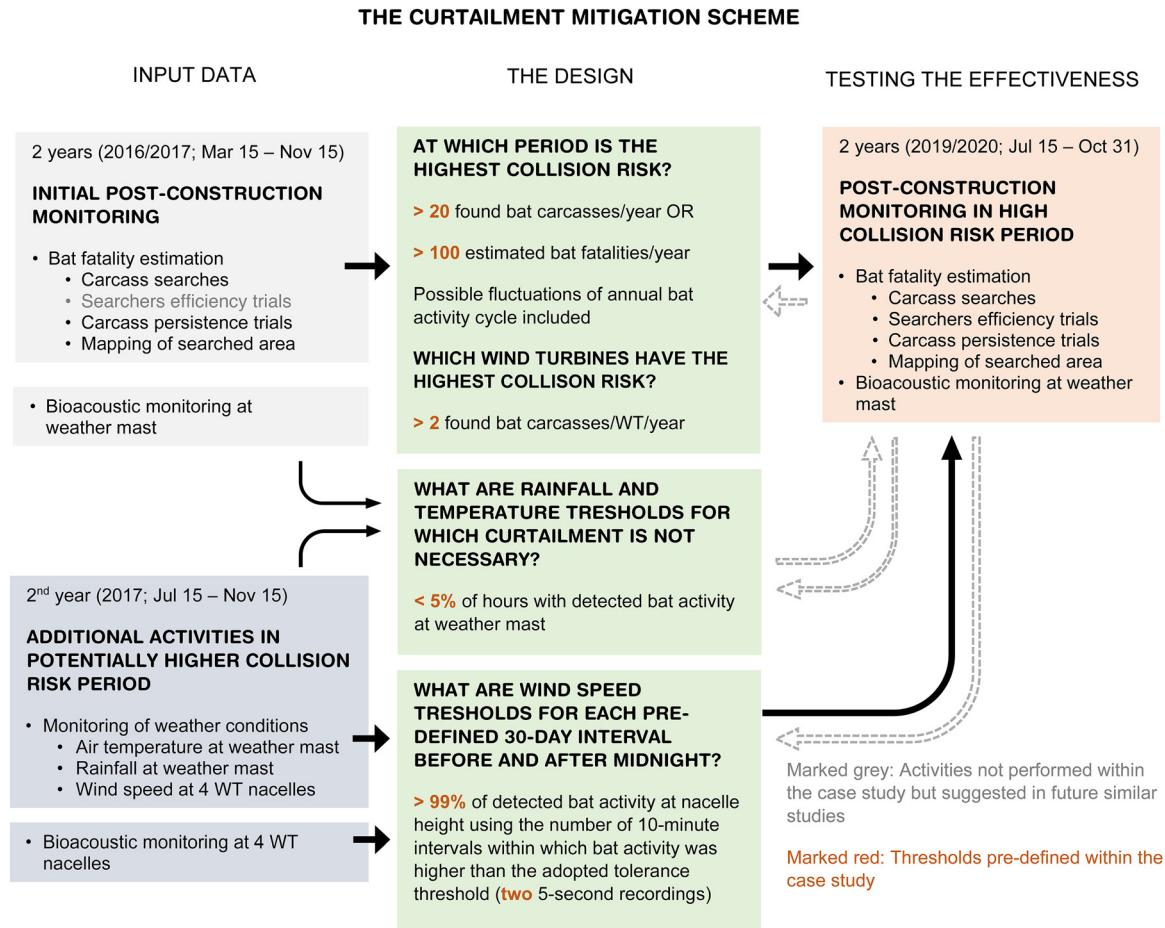 THE CURTAILMENT MITIGATION SCHEME
INPUT DATA
2 years (2016/2017; Mar 15 – Nov 15)
INITIAL POST-CONSTRUCTION
MONITORING
• Bat fatality estimation
• Carcass searches
• Searchers efficiency trials
• Carcass persistence trials
• Mapping of searched area
• Bioacoustic monitoring at
weather mast
2nd year (2017; Jul 15 – Nov 15)
ADDITIONAL ACTIVITIES IN
POTENTIALLY HIGHER COLLISION
RISK PERIOD
• Monitoring of weather conditions
• Air temperature at weather mast
• Rainfall at weather mast
• Wind speed at 4 WT nacelles
• Bioacoustic monitoring at 4 WT
nacelles
THE DESIGN
AT WHICH PERIOD IS THE
HIGHEST COLLISION RISK?
> 20 found bat carcasses/year OR
> 100 estimated bat fatalities/year
Possible fluctuations of annual bat
activity cycle included
WHICH WIND TURBINES HAVE THE
HIGHEST COLLISON RISK?
> 2 found bat carcasses/WT/year
WHAT ARE RAINFALL AND
TEMPERATURE TRESHOLDS FOR
WHICH CURTAILMENT IS NOT
NECESSARY?
< 5% of hours with detected bat activity
at weather mast
WHAT ARE WIND SPEED
TRESHOLDS FOR EACH PRE-
DEFINED 30-DAY INTERVAL
BEFORE AND AFTER MIDNIGHT?
> 99% of detected bat activity at nacelle
height using the number of 10-minute
intervals within which bat activity was
higher than the adopted tolerance
threshold (two 5-second recordings)
TESTING THE EFFECTIVENESS
2 years (2019/2020; Jul 15 – Oct 31)
POST-CONSTRUCTION
MONITORING IN HIGH
COLLISION RISK PERIOD
• Bat fatality estimation
• Carcass searches
• Searchers efficiency trials
• Carcass persistence trials
• Mapping of searched area
• Bioacoustic monitoring at weather
mast
Marked grey: Activities not performed within
the case study but suggested in future similar
studies
Marked red: Thresholds pre-defined within the
case study